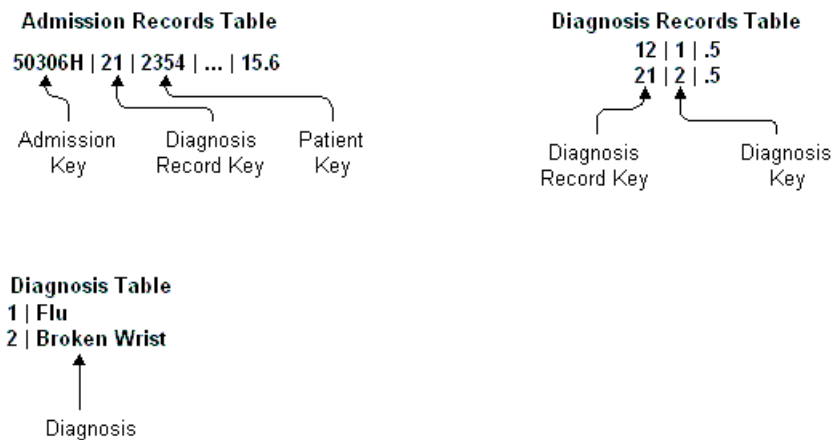 Admission Records Table
50306H | 21 | 2354 | ... | 15.6
Admission Key
Diagnosis Record Key
Patient Key
Diagnosis Records Table
12 | 1 | .5
21 | 2 | .5
Diagnosis Record Key
Diagnosis Key
Diagnosis Table
1 | Flu
2 | Broken Wrist
Diagnosis